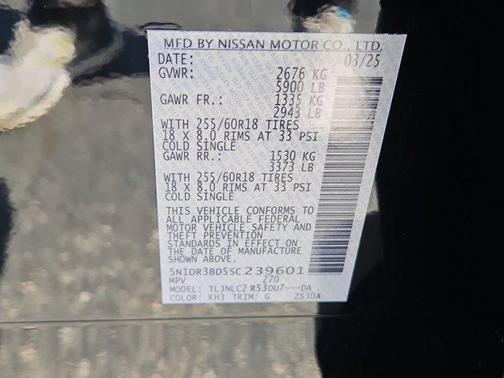 MFD BY NISSAN MOTOR CO., LTD.
DATE: 03/25
GVWR: 2676 KG
5900 LB
GAWR FR.: 1335 KG
2943 LB
WITH 255/60R18 TIRES
18 X 8.0 RIMS AT 33 PSI
COLD SINGLE
GAWR RR.: 1530 KG
3373 LB
WITH 255/60R18 TIRES
18 X 8.0 RIMS AT 33 PSI
COLD SINGLE
THIS VEHICLE CONFORMS TO
ALL APPLICABLE FEDERAL
MOTOR VEHICLE SAFETY AND
THEFT PREVENTION
STANDARDS IN EFFECT ON
THE DATE OF MANUFACTURE
SHOWN ABOVE.
5N1DR3BD5SC239601
MPV 270
MODEL: TLJNLC2 R53DU7---DA
COLOR: KH3 TRIM: G ZS30A